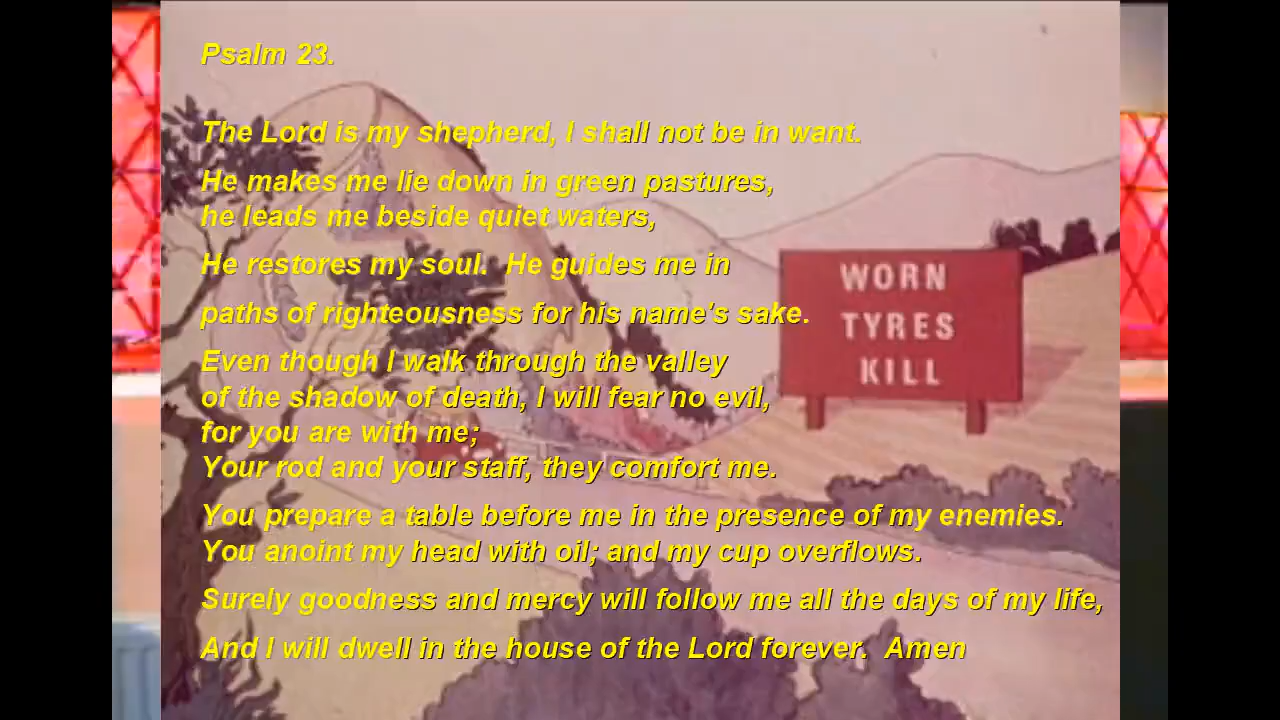 Psalm 23.
The Lord is my shepherd, I shall not be in want.
He makes me lie down in green pastures,
he leads me beside quiet waters,
He restores my soul.  He guides me in
paths of righteousness for his name's sake.
Even though I walk through the valley
of the shadow of death, I will fear no evil,
for you are with me;
Your rod and your staff, they comfort me.
You prepare a table before me in the presence of my enemies.
You anoint my head with oil; and my cup overflows.
Surely goodness and mercy will follow me all the days of my life,
And I will dwell in the house of the Lord forever.  Amen
WORN
TYRES
KILL